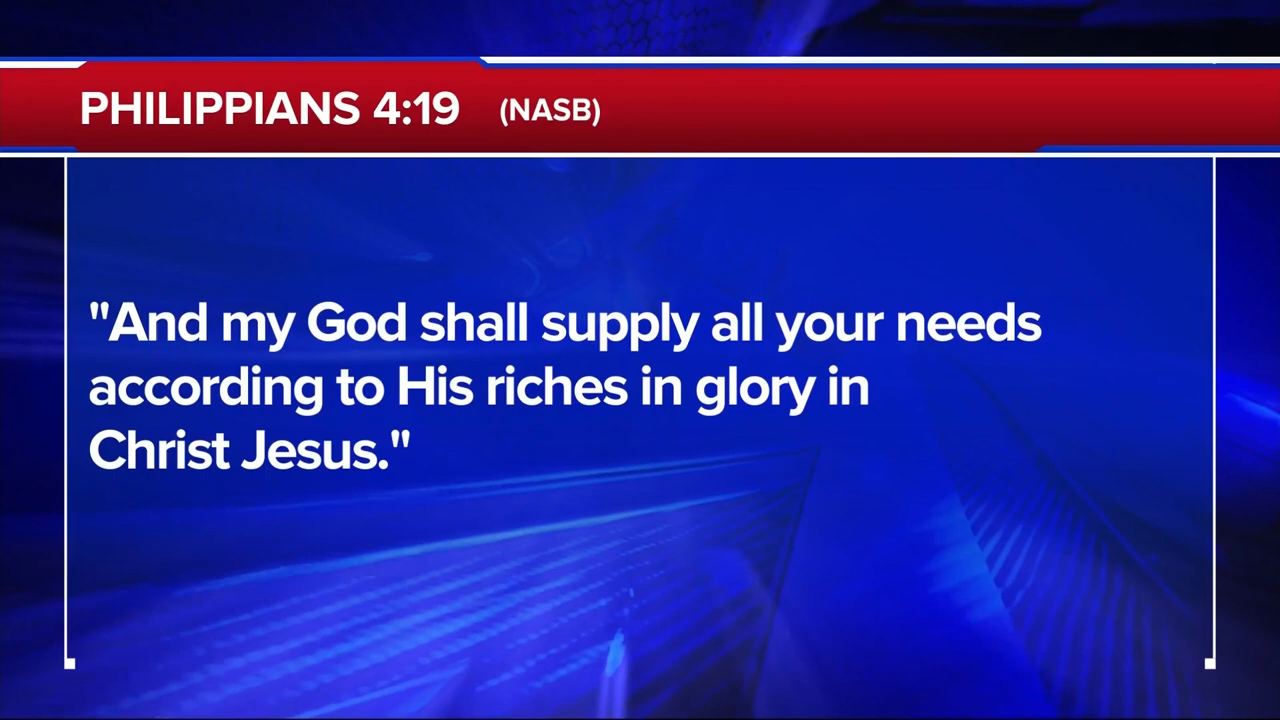 PHILIPPIANS 4:19 (NASB)
"And my God shall supply all your needs
according to His riches in glory in
Christ Jesus."